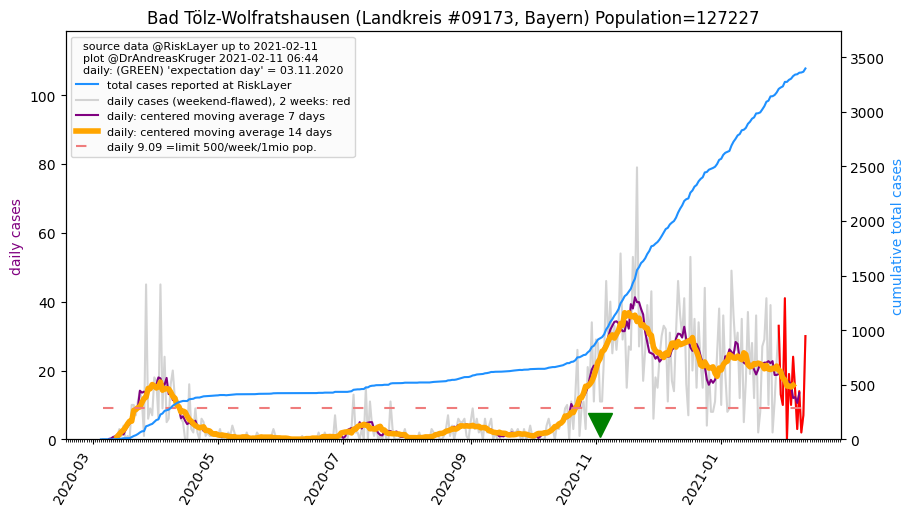 Bad Tölz-Wolfratshausen (Landkreis #09173, Bayern) Population=127227
source data @RiskLayer up to 2021-02-11
plot @DrAndreasKruger 2021-02-11 06:44
daily: (GREEN) 'expectation day' = 03.11.2020
total cases reported at RiskLayer
daily cases (weekend-flawed), 2 weeks: red
daily: centered moving average 7 days
daily: centered moving average 14 days
daily 9.09 =limit 500/week/1mio pop.
daily cases
100
80
60
40
20
0
cumulative total cases
3500
3000
2500
2000
1500
1000
500
0
2020-03
2020-05
2020-07
2020-09
2020-11
2021-01